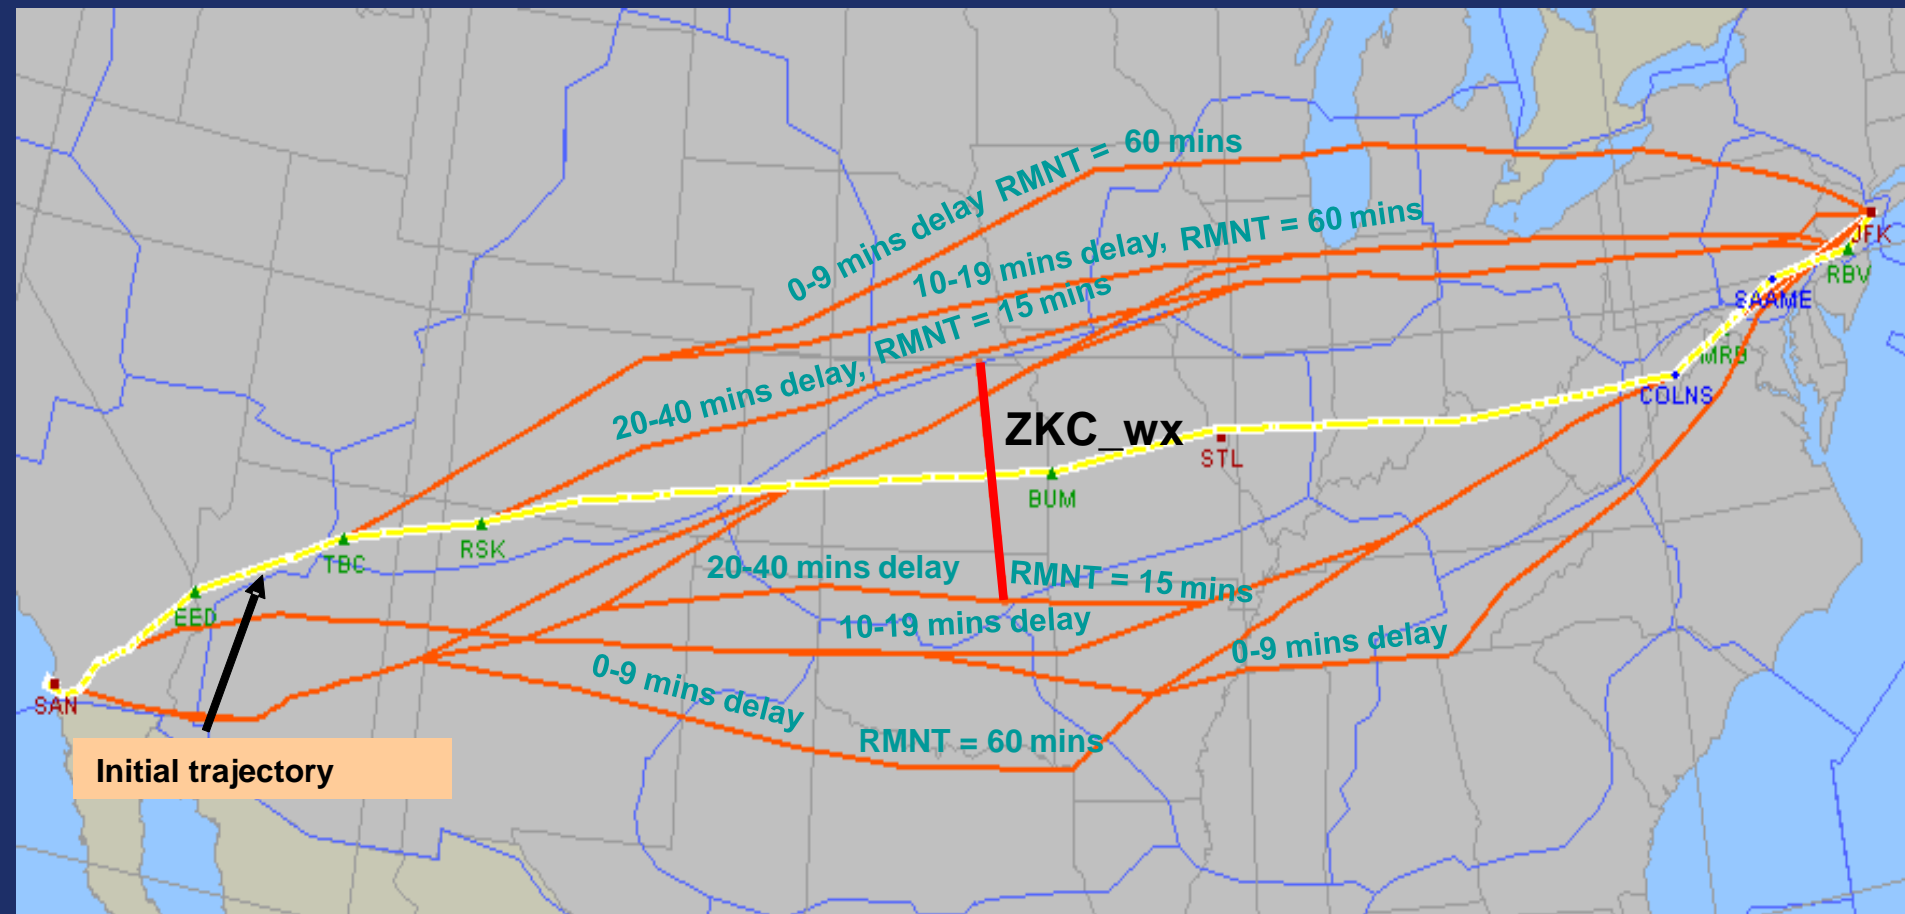 0-9 mins delay RMNT = 60 mins
10-19 mins delay, RMNT = 60 mins
20-40 mins delay, RMNT = 15 mins
JFK
RBV
SAAME
MRB
COLNS
ZKC_wx
STL
BUM
RSK
TBC
EED
20-40 mins delay RMNT = 15 mins
10-19 mins delay
0-9 mins delay
0-9 mins delay
RMNT = 60 mins
SAN
Initial trajectory